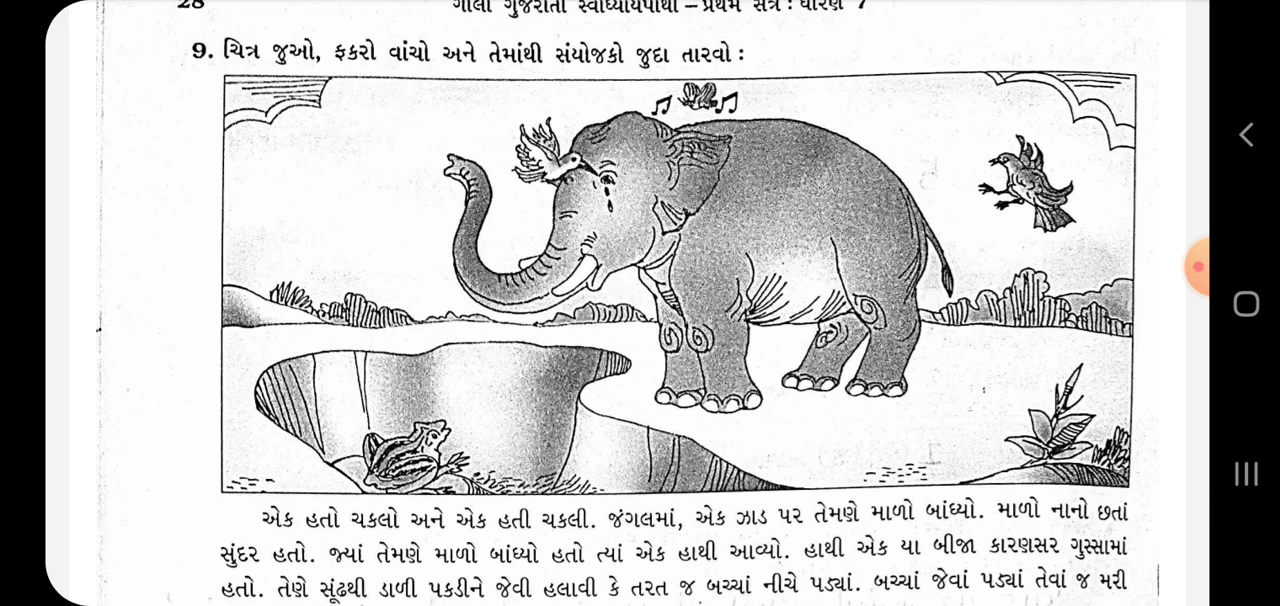 28 ગાલા ગુજરાતી સ્વાધ્યાયપોથી – પ્રથમ સત્ર : ધોરણ 7
9. ચિત્ર જુઓ, ફકરો વાંચો અને તેમાંથી સંયોજકો જુદા તારવો :
એક હતો ચકલો અને એક હતી ચકલી. જંગલમાં, એક ઝાડ પર તેમણે માળો બાંધ્યો. માળો નાનો છતાં
સુંદર હતો. જ્યાં તેમણે માળો બાંધ્યો હતો ત્યાં એક હાથી આવ્યો. હાથી એક યા બીજા કારણસર ગુસ્સામાં
હતો. તેણે સૂંઢથી ડાળી પકડીને જેવી હલાવી કે તરત જ બચ્ચાં નીચે પડ્યાં. બચ્ચાં જેવાં પડ્યાં તેવાં જ મરી